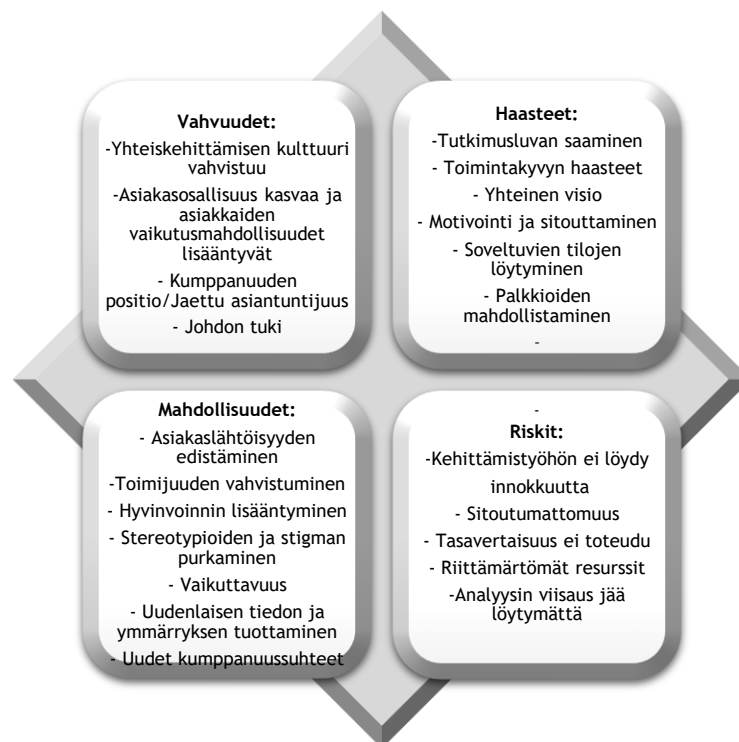 Vahvuudet:
-Yhteiskehittämisen kulttuuri
vahvistuu
-Asiakasosallisuus kasvaa ja
asiakkaiden
vaikutusmahdollisuudet
lisääntyvät
- Kumppanuuden
positio/Jaettu asiantuntijuus
- Johdon tuki
Haasteet:
-Tutkimusluvan saaminen
- Toimintakyvyn haasteet
- Yhteinen visio
- Motivointi ja sitouttaminen
- Soveltuvien tilojen
löytyminen
- Palkkioiden
mahdollistaminen
-
Mahdollisuudet:
- Asiakaslähtöisyyden
edistäminen
-Toimijuuden vahvistuminen
- Hyvinvoinnin lisääntyminen
- Stereotypioiden ja stigman
purkaminen
- Vaikuttavuus
- Uudenlaisen tiedon ja
ymmärryksen tuottaminen
- Uudet kumppanuussuhteet
-
Riskit:
-Kehittämistyöhön ei löydy
innokkuutta
- Sitoutumattomuus
- Tasavertaisuus ei toteudu
- Riittämärtömät resurssit
-Analyysin viisaus jää
löytymättä